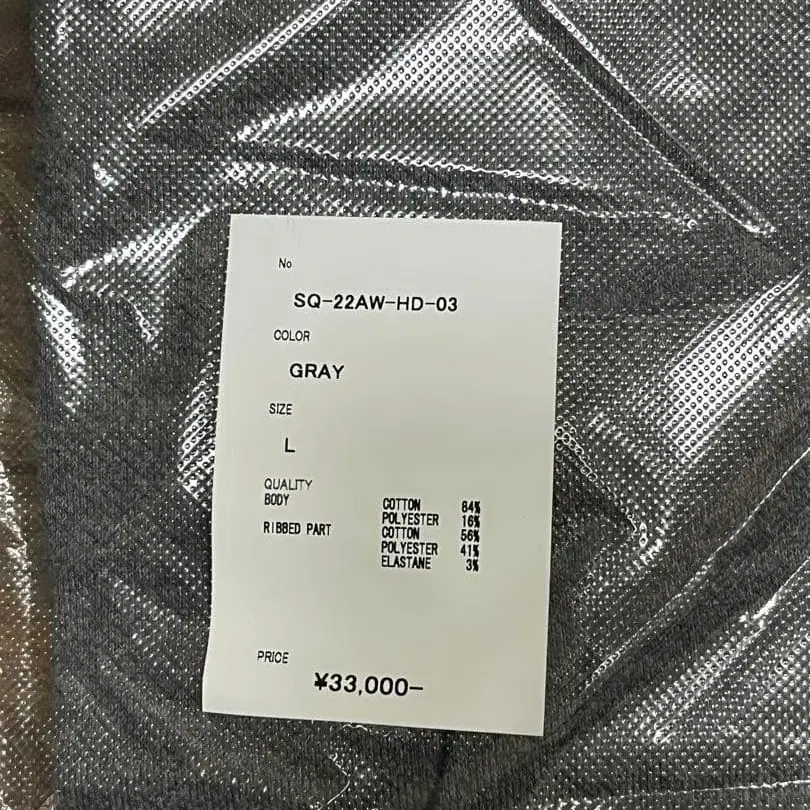 No.
SQ-22AW-HD-03
COLOR
GRAY
SIZE
L
QUALITY
BODY COTTON 84%
POLYESTER 16%
RIBBED PART COTTON 56%
POLYESTER 41%
ELASTANE 3%
PRICE
¥33,000-